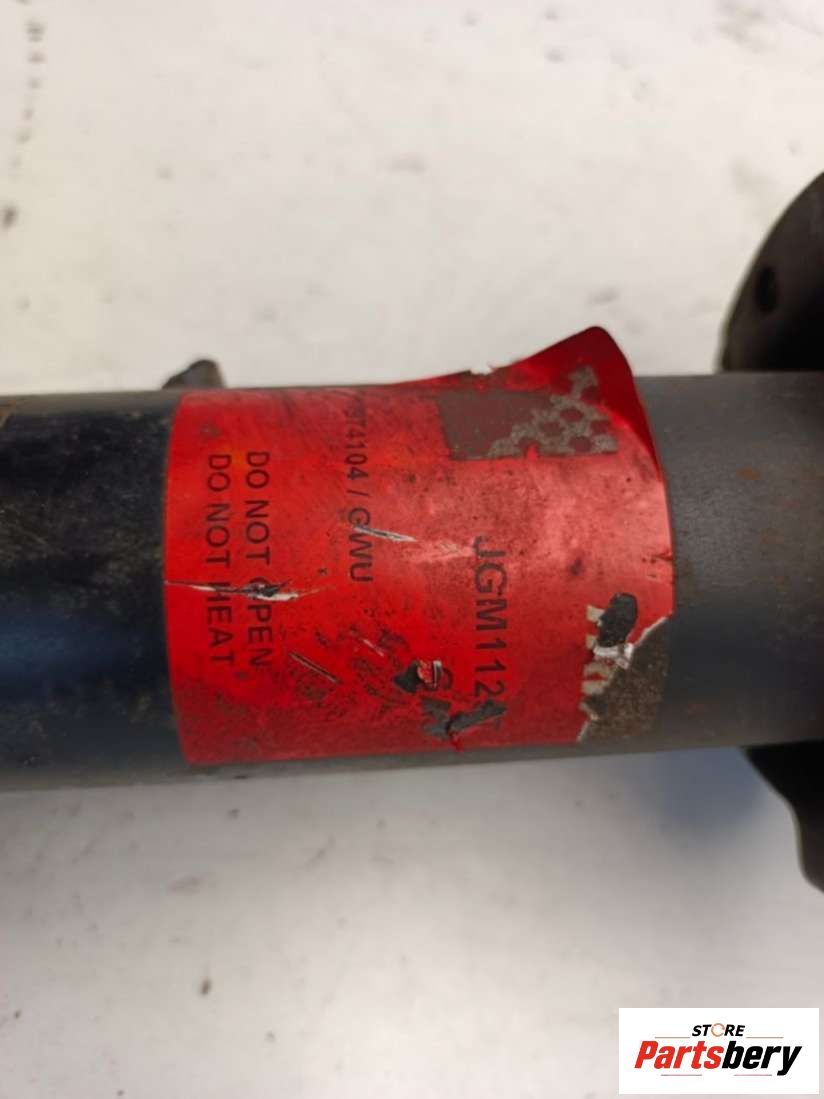 JGM112
74104 / GWU
DO NOT OPEN
DO NOT HEAT
STORE
Partsbery